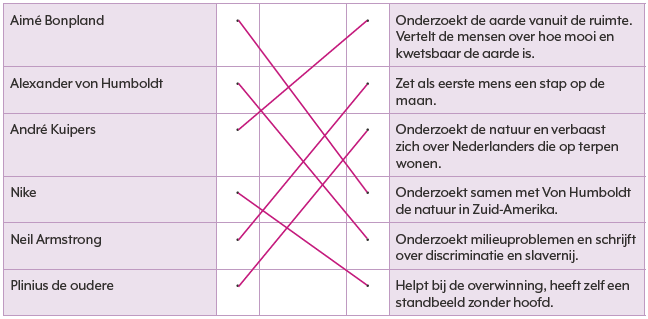 Aimé Bonpland
Onderzoekt de aarde vanuit de ruimte.
Vertelt de mensen over hoe mooi en
kwetsbaar de aarde is.
Alexander von Humboldt
Zet als eerste mens een stap op de
maan.
André Kuipers
Onderzoekt de natuur en verbaast
zich over Nederlanders die op terpen
wonen.
Nike
Onderzoekt samen met Von Humboldt
de natuur in Zuid-Amerika.
Neil Armstrong
Onderzoekt milieuproblemen en schrijft
over discriminatie en slavernij.
Plinius de oudere
Helpt bij de overwinning, heeft zelf een
standbeeld zonder hoofd.